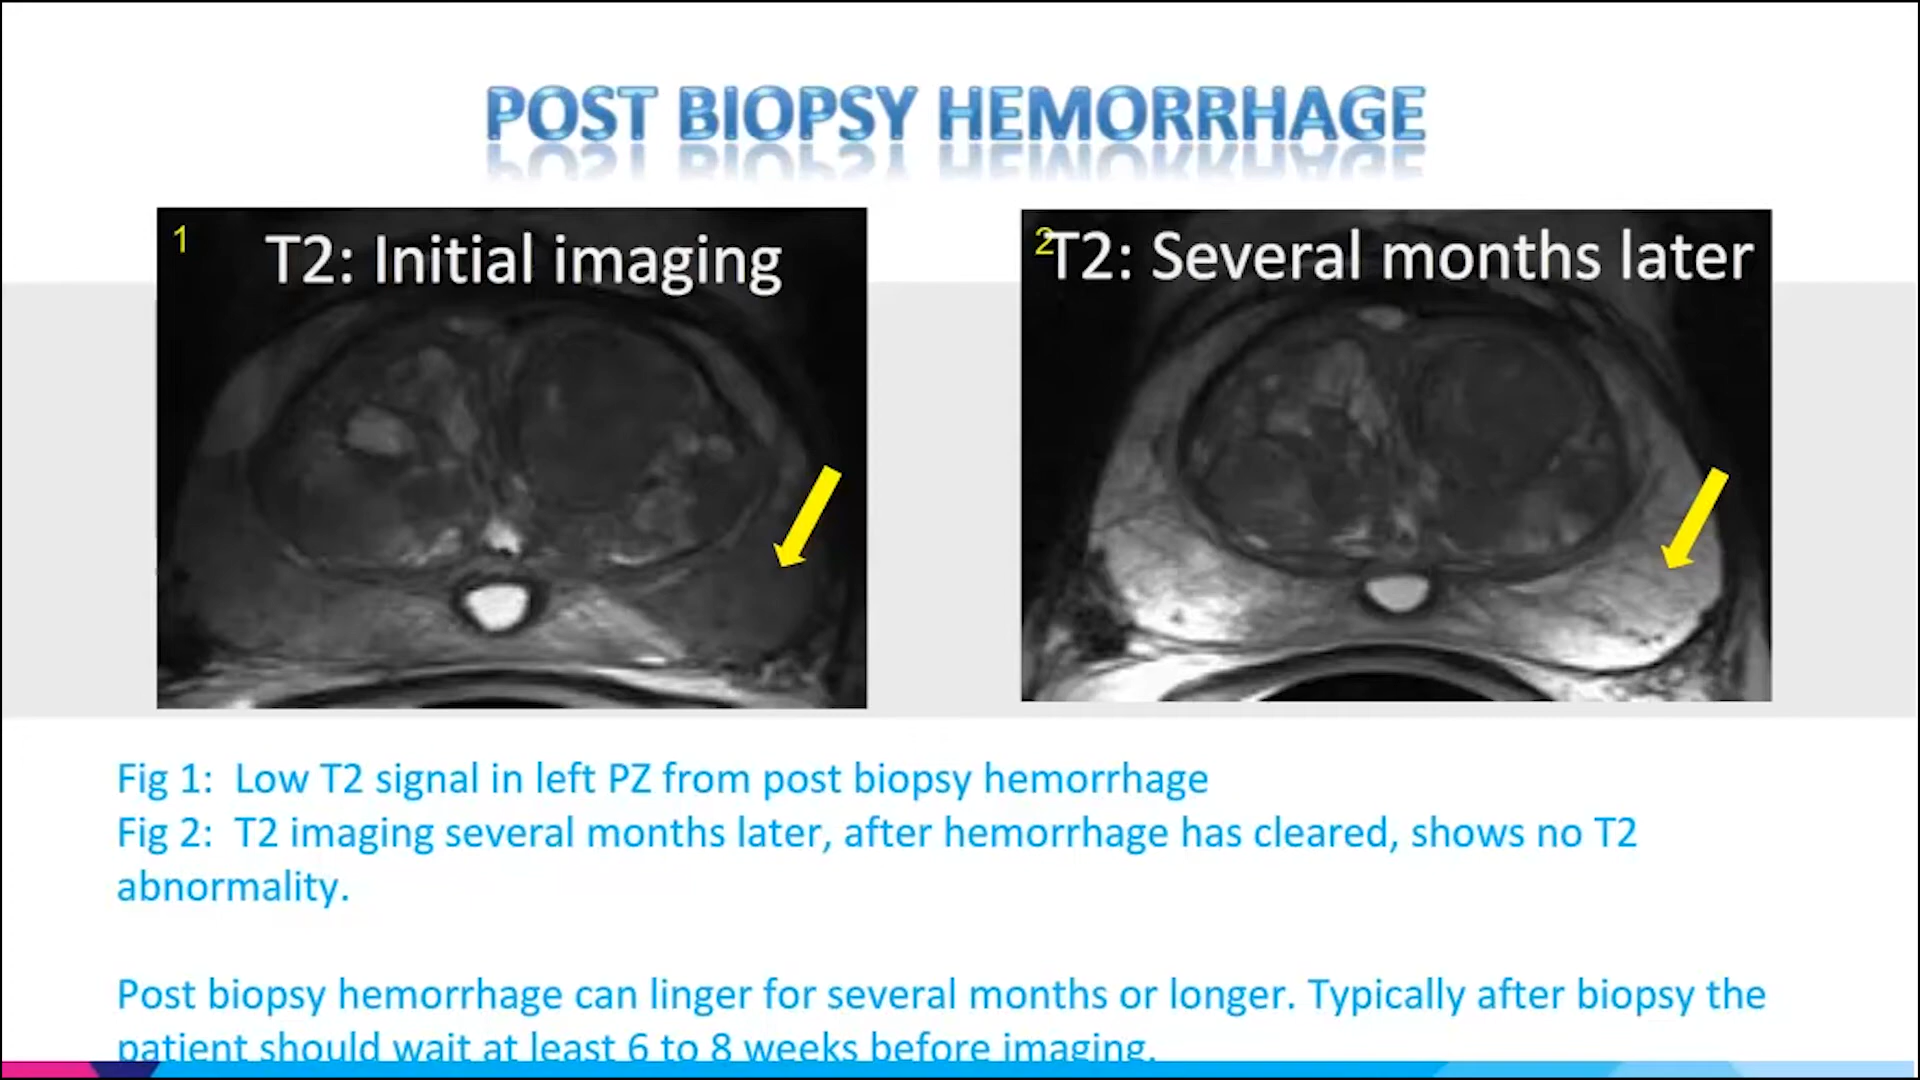 POST BIOPSY HEMORRHAGE
1
T2: Initial imaging
2
T2: Several months later
Fig 1: Low T2 signal in left PZ from post biopsy hemorrhage
Fig 2: T2 imaging several months later, after hemorrhage has cleared, shows no T2
abnormality.
Post biopsy hemorrhage can linger for several months or longer. Typically after biopsy the
patient should wait at least 6 to 8 weeks before imaging.